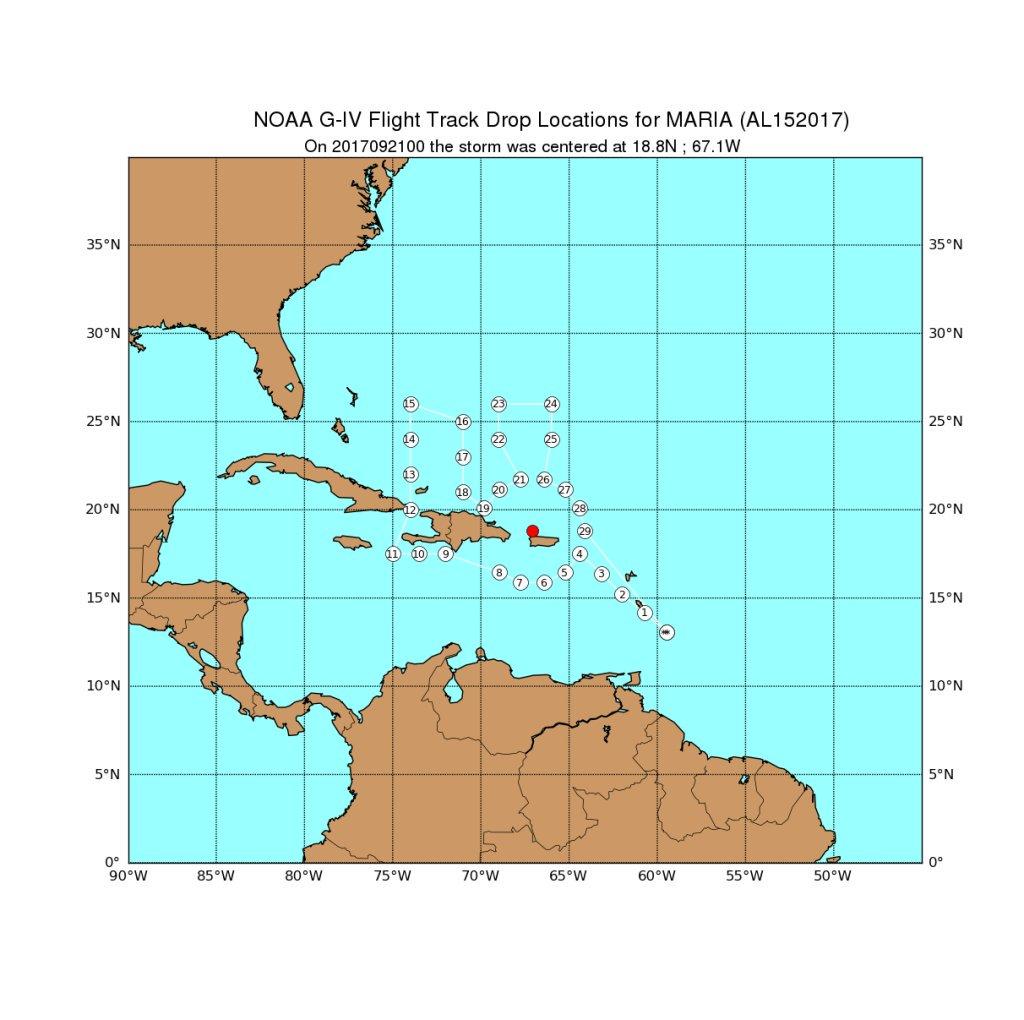 NOAA G-IV Flight Track Drop Locations for MARIA (AL152017)
On 2017092100 the storm was centered at 18.8N ; 67.1W
35°N 35°N
30°N 30°N
15 23 24
25°N 16 25°N
14 22 25
17
13 21 26
18 20 27
20°N 12 19 28 20°N
29
11 10 9 4
8 5 3
7 6
15°N 2 15°N
1
**
10°N 10°N
5°N 5°N
0° 0°
90°W 85°W 80°W 75°W 70°W 65°W 60°W 55°W 50°W